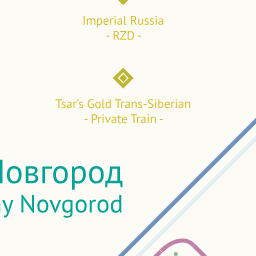 Imperial Russia
- RZD -
Tsar's Gold Trans-Siberian
- Private Train -
Новгород
Novgorod